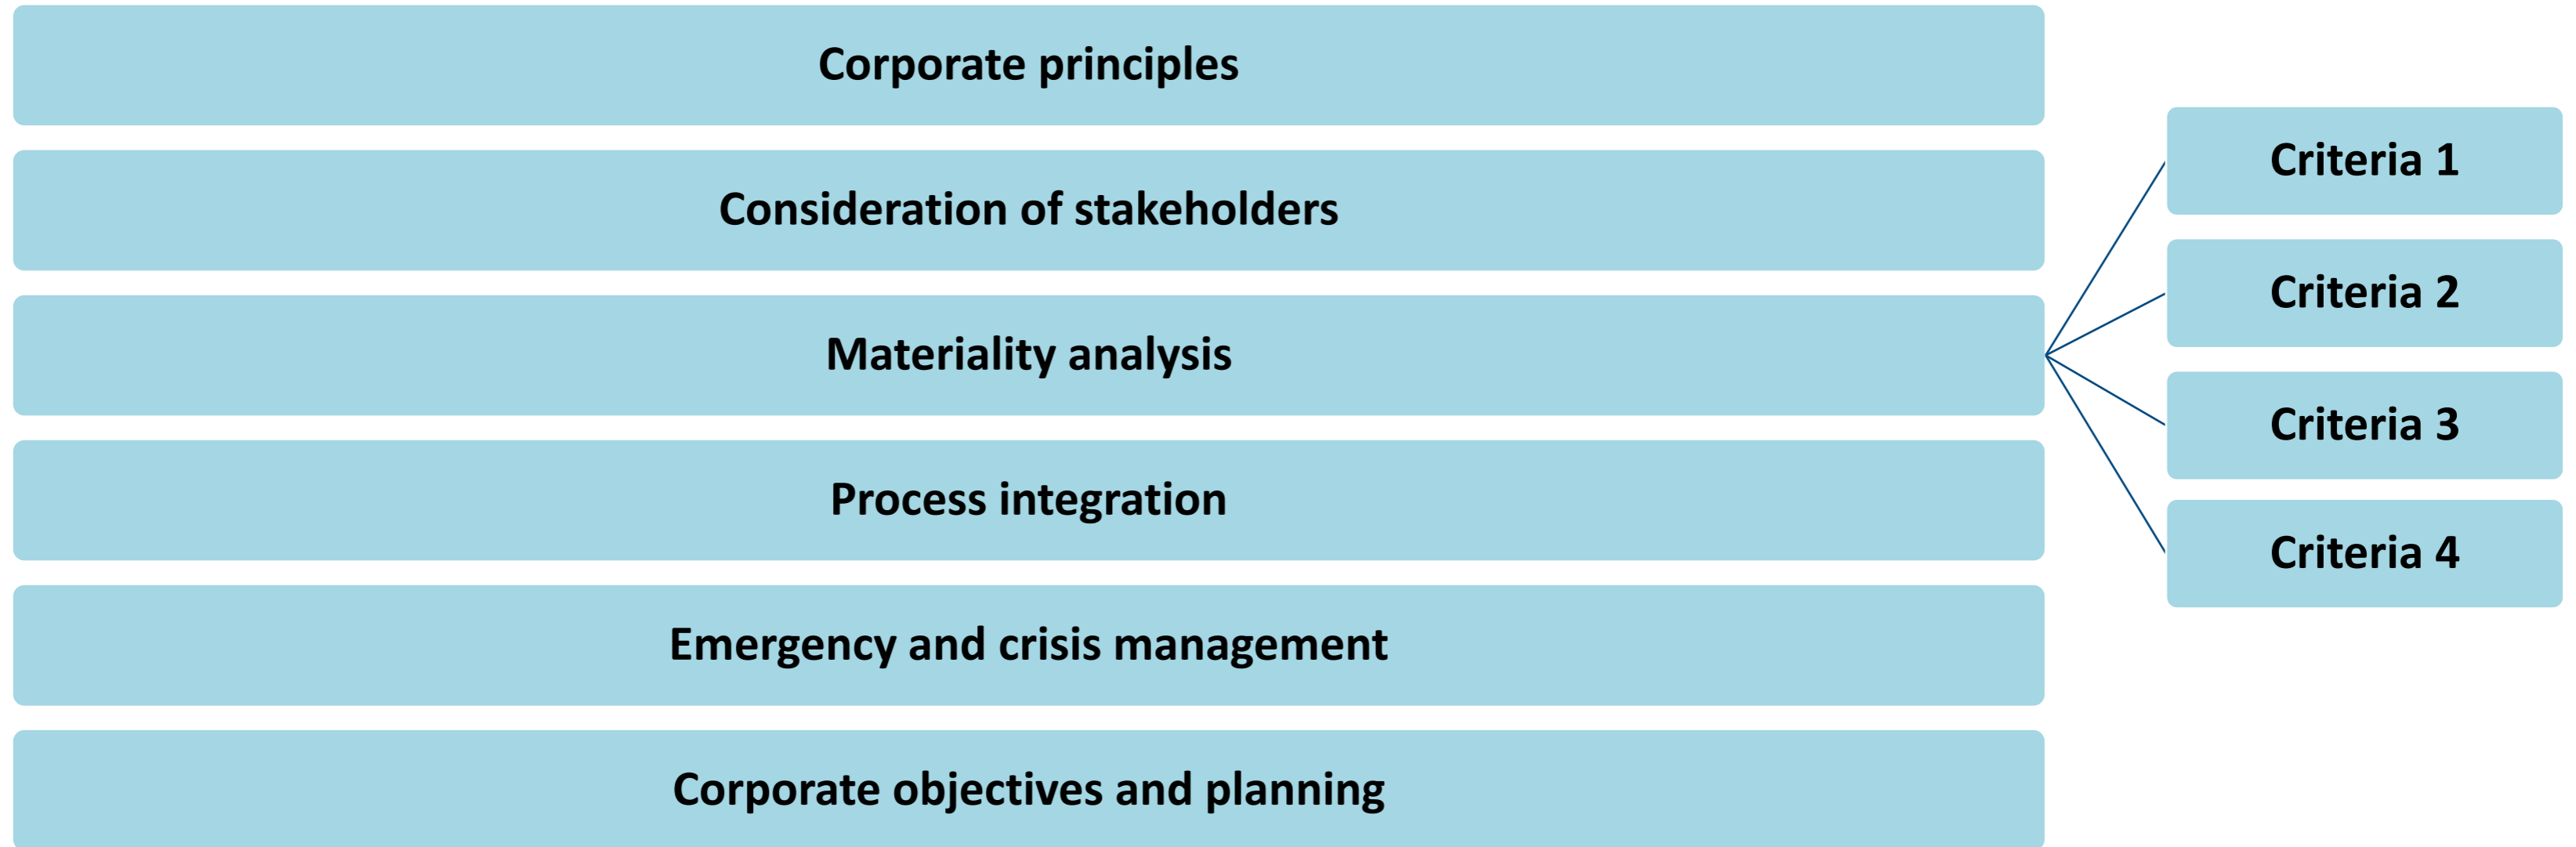 Corporate principles
Consideration of stakeholders
Materiality analysis
Process integration
Emergency and crisis management
Corporate objectives and planning
Criteria 1
Criteria 2
Criteria 3
Criteria 4